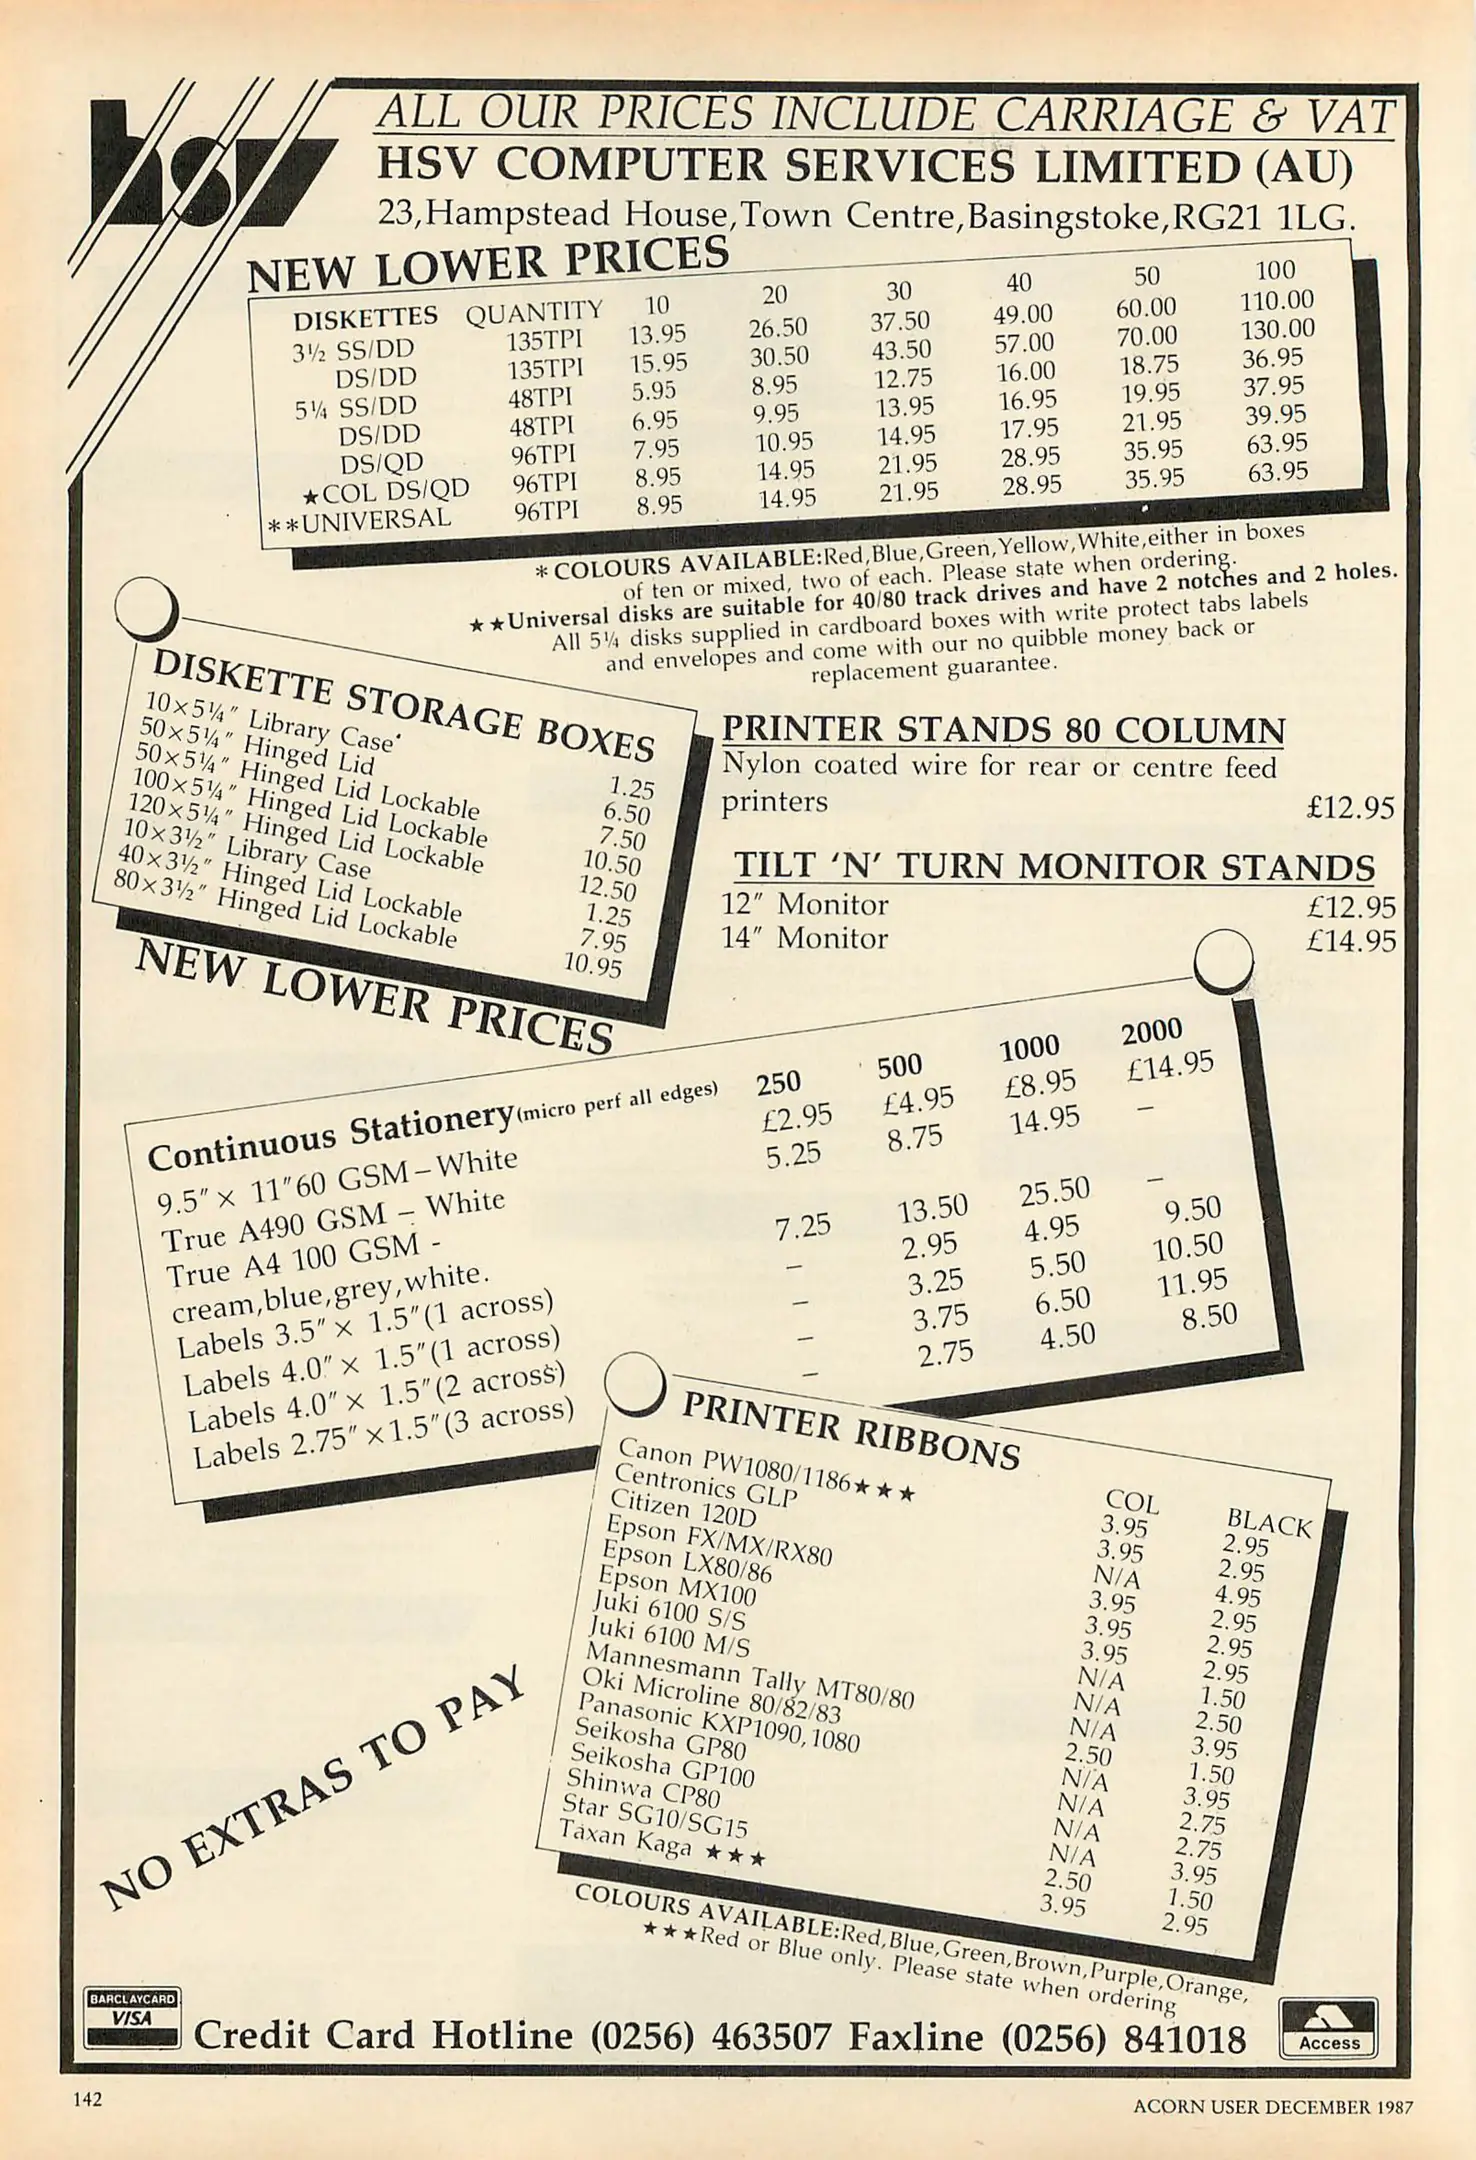 hsv
ALL OUR PRICES INCLUDE CARRIAGE & VAT
HSV COMPUTER SERVICES LIMITED (AU)
23,Hampstead House,Town Centre,Basingstoke,RG21 1LG.
NEW LOWER PRICES
DISKETTES QUANTITY 10 20 30 40 50 100
3½ SS/DD 135TPI 13.95 26.50 37.50 49.00 60.00 110.00
DS/DD 135TPI 15.95 30.50 43.50 57.00 70.00 130.00
5¼ SS/DD 48TPI 5.95 8.95 12.75 16.00 18.75 36.95
DS/DD 48TPI 6.95 9.95 13.95 16.95 19.95 37.95
DS/QD 96TPI 7.95 10.95 14.95 17.95 21.95 39.95
★COL DS/QD 96TPI 8.95 14.95 21.95 28.95 35.95 63.95
**UNIVERSAL 96TPI 8.95 14.95 21.95 28.95 35.95 63.95
* COLOURS AVAILABLE:Red,Blue,Green,Yellow,White,either in boxes
of ten or mixed, two of each. Please state when ordering.
★★Universal disks are suitable for 40/80 track drives and have 2 notches and 2 holes.
All 5¼ disks supplied in cardboard boxes with write protect tabs labels
and envelopes and come with our no quibble money back or
replacement guarantee.
DISKETTE STORAGE BOXES
10×5¼" Library Case 1.25
50×5¼" Hinged Lid 6.50
50×5¼" Hinged Lid Lockable 7.50
100×5¼" Hinged Lid Lockable 10.50
120×5¼" Hinged Lid Lockable 12.50
10×3½" Library Case 1.25
40×3½" Hinged Lid Lockable 7.95
80×3½" Hinged Lid Lockable 10.95
NEW LOWER PRICES
PRINTER STANDS 80 COLUMN
Nylon coated wire for rear or centre feed
printers £12.95
TILT 'N' TURN MONITOR STANDS
12" Monitor £12.95
14" Monitor £14.95
Continuous Stationery(micro perf all edges) 250 500 1000 2000
9.5" × 11"60 GSM–White £2.95 £4.95 £8.95 £14.95
True A490 GSM – White 5.25 8.75 14.95 –
True A4 100 GSM -
cream,blue,grey,white. 7.25 13.50 25.50 –
Labels 3.5" × 1.5"(1 across) – 2.95 4.95 9.50
Labels 4.0" × 1.5"(1 across) – 3.25 5.50 10.50
Labels 4.0" × 1.5"(2 across) – 3.75 6.50 11.95
Labels 2.75" ×1.5"(3 across) – 2.75 4.50 8.50
PRINTER RIBBONS
COL BLACK
Canon PW1080/1186★★★ 3.95 2.95
Centronics GLP 3.95 2.95
Citizen 120D N/A 4.95
Epson FX/MX/RX80 3.95 2.95
Epson LX80/86 3.95 2.95
Epson MX100 3.95 2.95
Juki 6100 S/S N/A 1.50
Juki 6100 M/S N/A 2.50
Mannesmann Tally MT80/80 N/A 3.95
Oki Microline 80/82/83 2.50 1.50
Panasonic KXP1090,1080 N/A 3.95
Seikosha GP80 N/A 2.75
Seikosha GP100 N/A 2.75
Shinwa CP80 N/A 3.95
Star SG10/SG15 2.50 1.50
Taxan Kaga ★★★ 3.95 2.95
COLOURS AVAILABLE:Red,Blue,Green,Brown,Purple,Orange,
★★★Red or Blue only. Please state when ordering
NO EXTRAS TO PAY
BARCLAYCARD
VISA
Credit Card Hotline (0256) 463507 Faxline (0256) 841018
Access
142
ACORN USER DECEMBER 1987